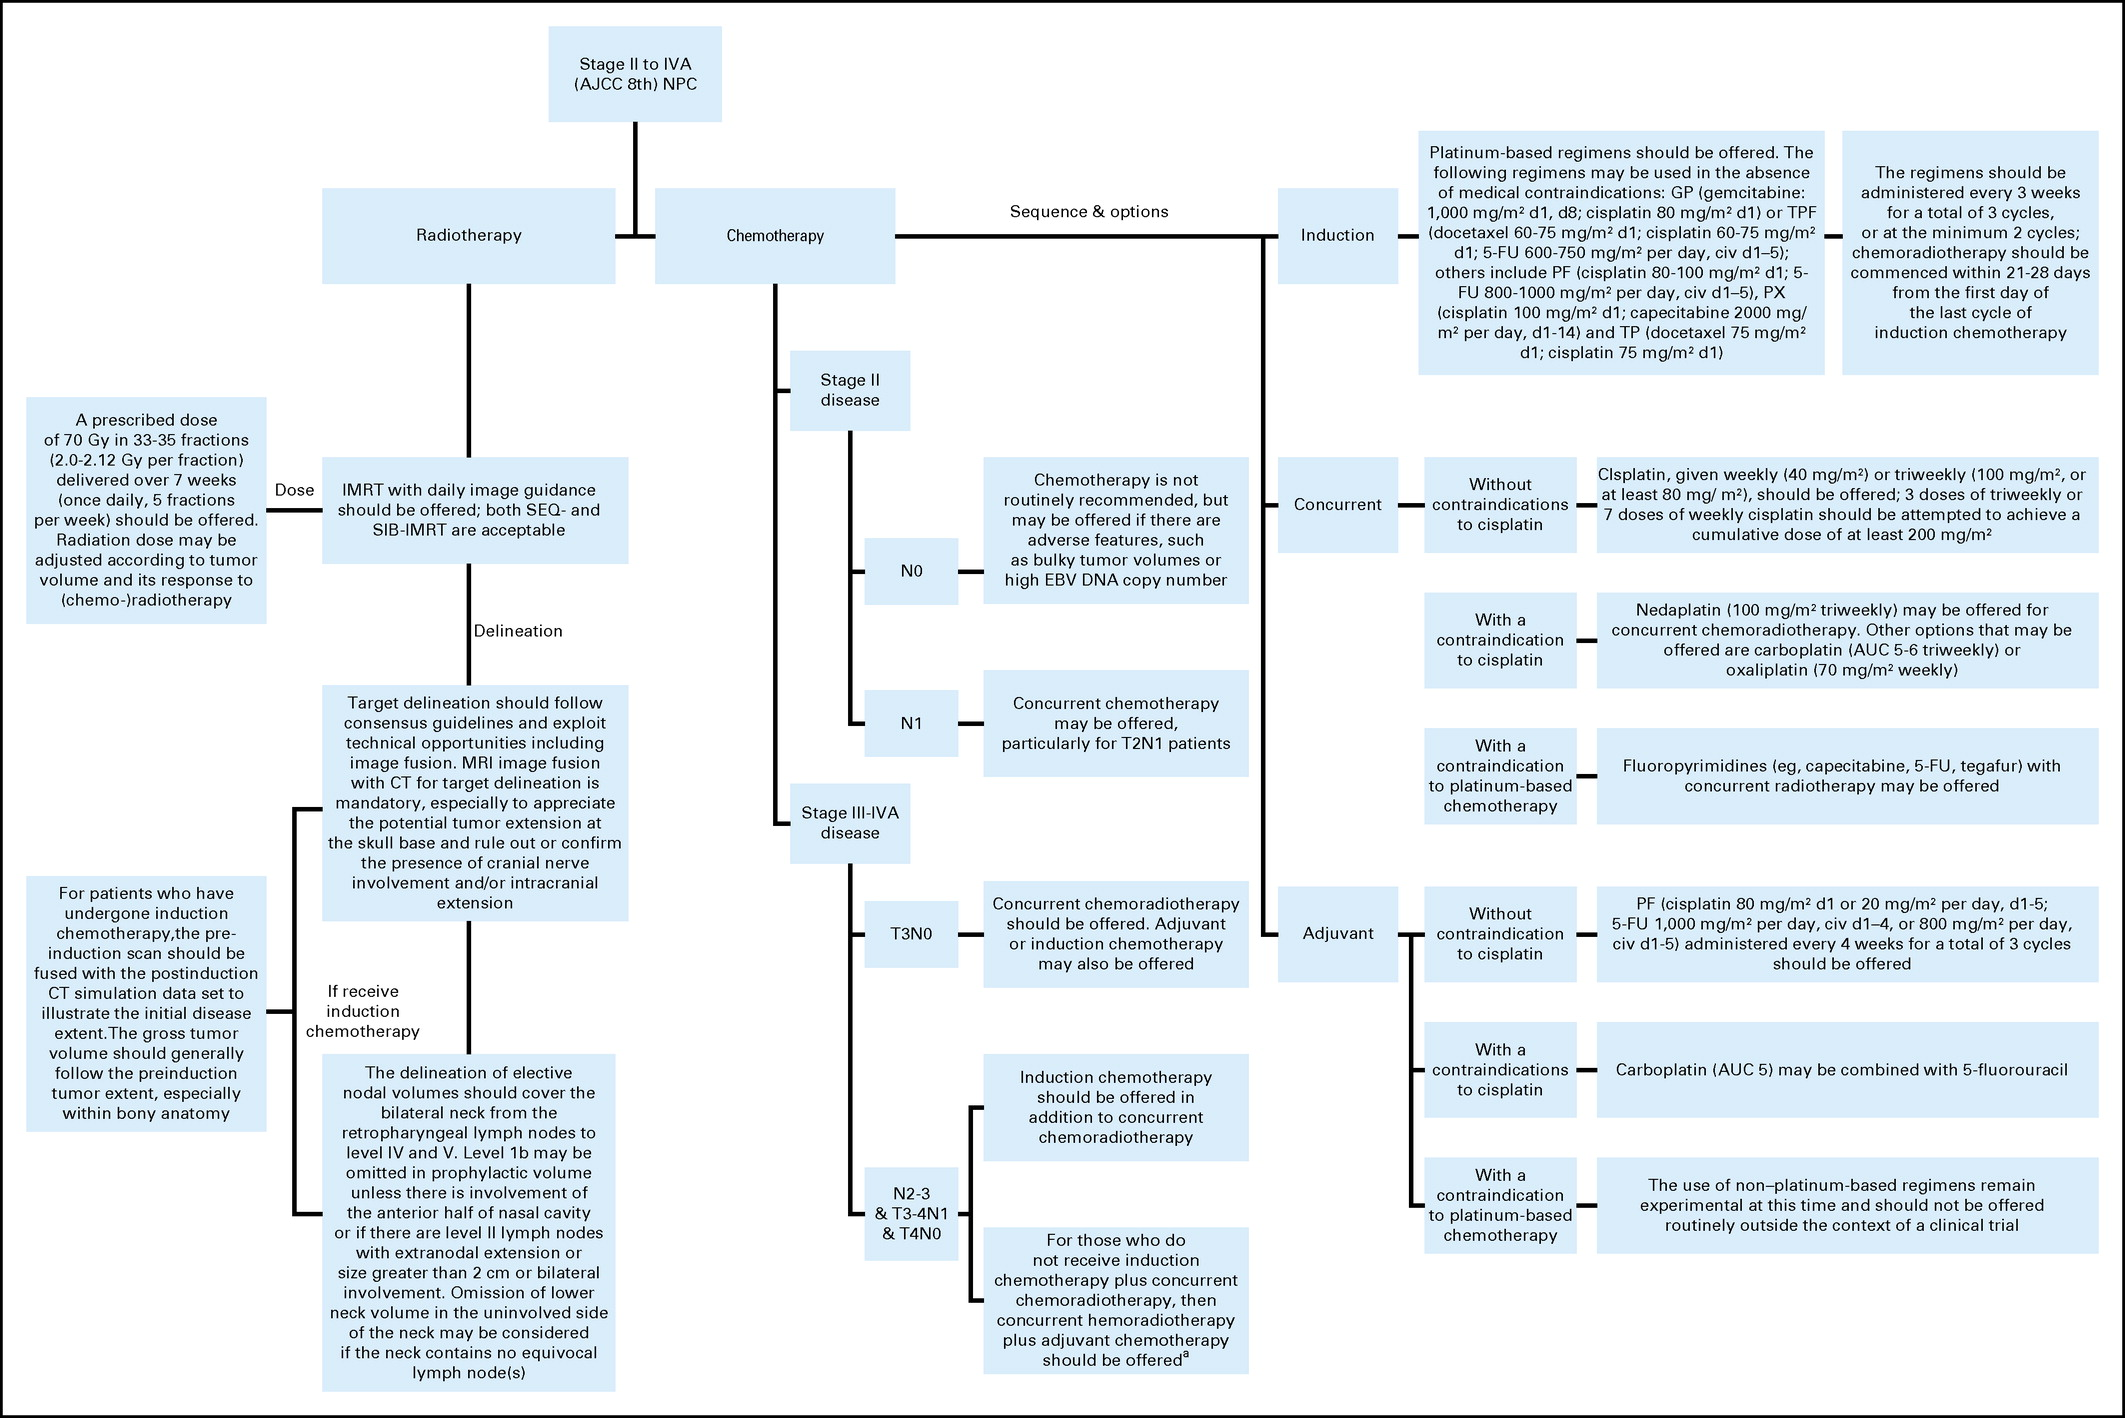 Stage II to IVA
(AJCC 8th) NPC
Radiotherapy
Chemotherapy
Sequence & options
Induction
Platinum-based regimens should be offered. The
following regimens may be used in the absence
of medical contraindications: GP (gemcitabine:
1,000 mg/m² d1, d8; cisplatin 80 mg/m² d1) or TPF
(docetaxel 60-75 mg/m² d1; cisplatin 60-75 mg/m²
d1; 5-FU 600-750 mg/m² per day, civ d1–5);
others include PF (cisplatin 80-100 mg/m² d1; 5-
FU 800-1000 mg/m² per day, civ d1–5), PX
(cisplatin 100 mg/m² d1; capecitabine 2000 mg/
m² per day, d1-14) and TP (docetaxel 75 mg/m²
d1; cisplatin 75 mg/m² d1)
The regimens should be
administered every 3 weeks
for a total of 3 cycles,
or at the minimum 2 cycles;
chemoradiotherapy should be
commenced within 21-28 days
from the first day of
the last cycle of
induction chemotherapy
A prescribed dose
of 70 Gy in 33-35 fractions
(2.0-2.12 Gy per fraction)
delivered over 7 weeks
(once daily, 5 fractions
per week) should be offered.
Radiation dose may be
adjusted according to tumor
volume and its response to
(chemo-)radiotherapy
Dose
IMRT with daily image guidance
should be offered; both SEQ- and
SIB-IMRT are acceptable
Delineation
Target delineation should follow
consensus guidelines and exploit
technical opportunities including
image fusion. MRI image fusion
with CT for target delineation is
mandatory, especially to appreciate
the potential tumor extension at
the skull base and rule out or confirm
the presence of cranial nerve
involvement and/or intracranial
extension
For patients who have
undergone induction
chemotherapy,the pre-
induction scan should be
fused with the postinduction
CT simulation data set to
illustrate the initial disease
extent.The gross tumor
volume should generally
follow the preinduction
tumor extent, especially
within bony anatomy
If receive
induction
chemotherapy
The delineation of elective
nodal volumes should cover the
bilateral neck from the
retropharyngeal lymph nodes to
level IV and V. Level 1b may be
omitted in prophylactic volume
unless there is involvement of
the anterior half of nasal cavity
or if there are level II lymph nodes
with extranodal extension or
size greater than 2 cm or bilateral
involvement. Omission of lower
neck volume in the uninvolved side
of the neck may be considered
if the neck contains no equivocal
lymph node(s)
Stage II
disease
N0
Chemotherapy is not
routinely recommended, but
may be offered if there are
adverse features, such
as bulky tumor volumes or
high EBV DNA copy number
N1
Concurrent chemotherapy
may be offered,
particularly for T2N1 patients
Stage III-IVA
disease
T3N0
Concurrent chemoradiotherapy
should be offered. Adjuvant
or induction chemotherapy
may also be offered
N2-3
& T3-4N1
& T4N0
Induction chemotherapy
should be offered in
addition to concurrent
chemoradiotherapy
For those who do
not receive induction
chemotherapy plus concurrent
chemoradiotherapy, then
concurrent hemoradiotherapy
plus adjuvant chemotherapy
should be offeredª
Concurrent
Without
contraindications
to cisplatin
CIsplatin, given weekly (40 mg/m²) or triweekly (100 mg/m², or
at least 80 mg/ m²), should be offered; 3 doses of triweekly or
7 doses of weekly cisplatin should be attempted to achieve a
cumulative dose of at least 200 mg/m²
With a
contraindication
to cisplatin
Nedaplatin (100 mg/m² triweekly) may be offered for
concurrent chemoradiotherapy. Other options that may be
offered are carboplatin (AUC 5-6 triweekly) or
oxaliplatin (70 mg/m² weekly)
With a
contraindication
to platinum-based
chemotherapy
Fluoropyrimidines (eg, capecitabine, 5-FU, tegafur) with
concurrent radiotherapy may be offered
Adjuvant
Without
contraindication
to cisplatin
PF (cisplatin 80 mg/m² d1 or 20 mg/m² per day, d1-5;
5-FU 1,000 mg/m² per day, civ d1–4, or 800 mg/m² per day,
civ d1-5) administered every 4 weeks for a total of 3 cycles
should be offered
With a
contraindications
to cisplatin
Carboplatin (AUC 5) may be combined with 5-fluorouracil
With a
contraindication
to platinum-based
chemotherapy
The use of non–platinum-based regimens remain
experimental at this time and should not be offered
routinely outside the context of a clinical trial